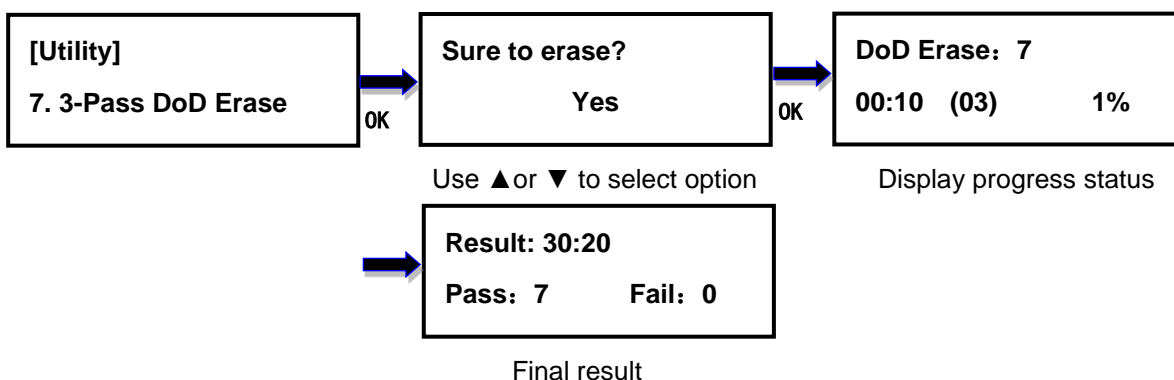 [Utility]
7. 3-Pass DoD Erase
OK
Sure to erase?
Yes
OK
DoD Erase：7
00:10 (03) 1%
Use ▲or ▼ to select option
Display progress status
Result: 30:20
Pass：7 Fail：0
Final result